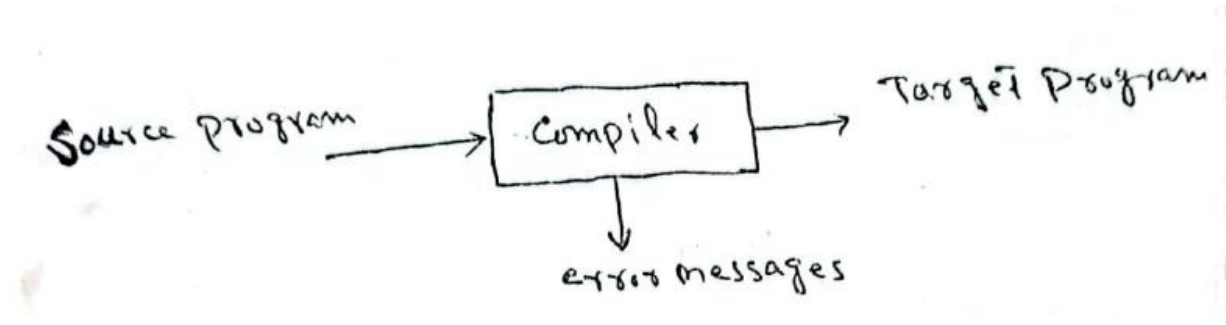 Source program
Compiler
Target Program
error messages